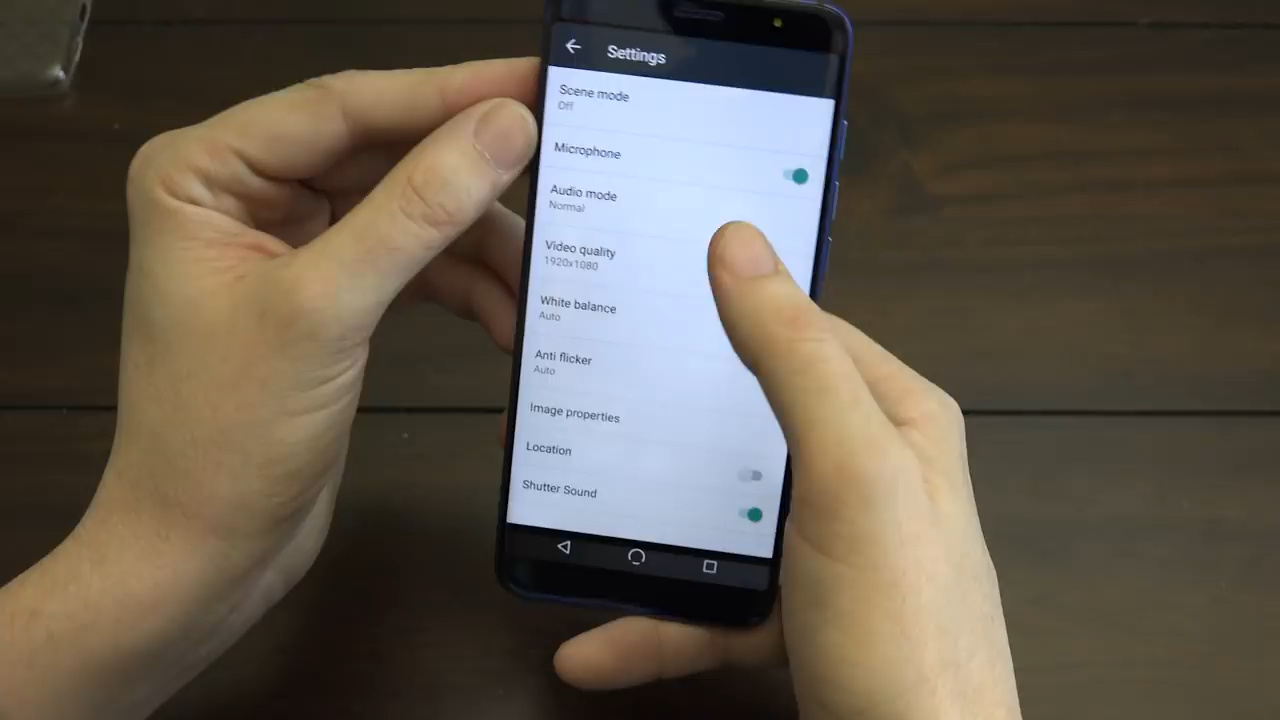 Settings
Scene mode
Off
Microphone
Audio mode
Normal
Video quality
1920x1080
White balance
Auto
Anti flicker
Auto
Image properties
Location
Shutter Sound